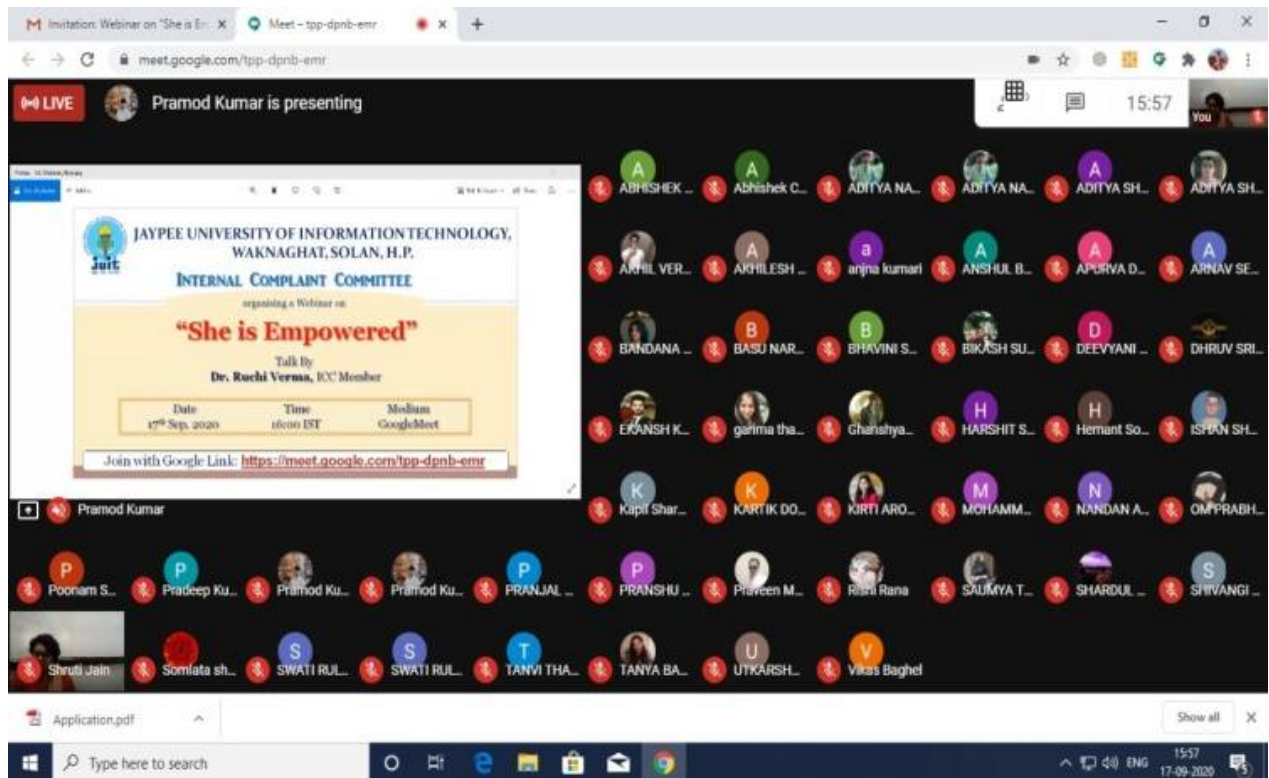 Invitation: Webinar on "She is En
Meet – tpp-dpnb-emr
meet.google.com/tpp-dpnb-emr
LIVE
Pramod Kumar is presenting
15:57
You
juit
JAYPEE UNIVERSITY OF INFORMATION TECHNOLOGY,
WAKNAGHAT, SOLAN, H.P.
INTERNAL COMPLAINT COMMITTEE
organising a Webinar on
"She is Empowered"
Talk By
Dr. Ruchi Verma, ICC Member
Date Time Medium
17th Sep, 2020 16:00 IST GoogleMeet
Join with Google Link: https://meet.google.com/tpp-dpnb-emr
Pramod Kumar
A A A A
ABHISHEK ... Abhishek C... ADITYA NA... ADITYA NA... ADITYA SH... ADITYA SH...
A a A A A
AKHIL VER... AKHILESH ... anjna kumari ANSHUL B... APURVA D... ARNAV SE...
B B D
BANDANA ... BASU NAR... BHAVINI S... BIKASH SU... DEEVYANI ... DHRUV SRI...
H H
EKANSH K... garima tha... Ghanshya... HARSHIT S... Hemant So... ISHAN SH...
K K M N
Kapil Shar... KARTIK DO... KIRTI ARO... MOHAMM... NANDAN A... OM PRABH...
P P P P S
Poonam S... Pradeep Ku... Pramod Ku... Pramod Ku... PRANJAL ... PRANSHU ... Praveen M... Rishi Rana SAUMYA T... SHARDUL ... SHIVANGI ...
S S T U V
Shruti Jain Somlata sh... SWATI RUL... SWATI RUL... TANVI THA... TANYA BA... UTKARSH... Vikas Baghel
Application.pdf
Show all
Type here to search
ENG
15:57
17-09-2020